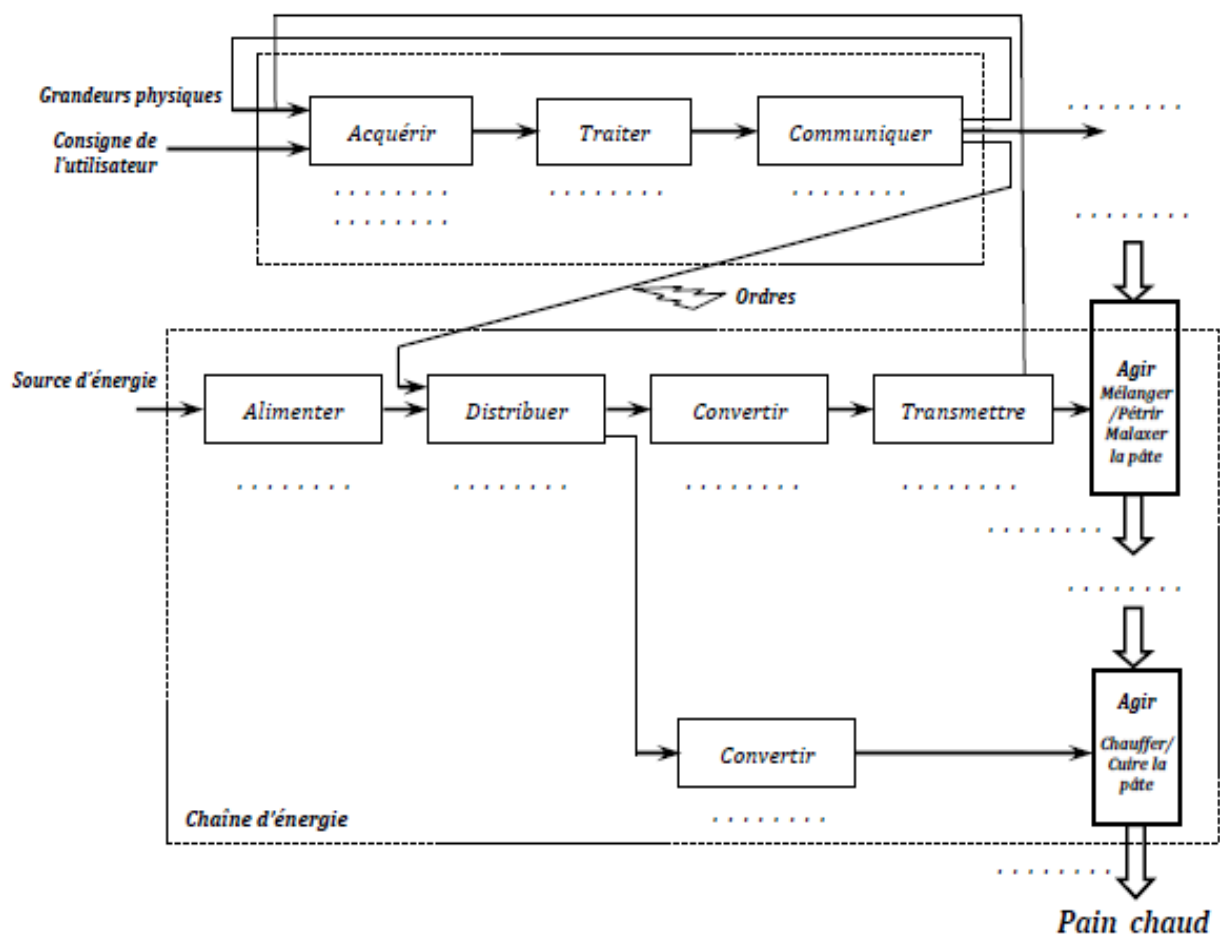 Grandeurs physiques
Consigne de
l'utilisateur
Acquérir
Traiter
Communiquer
. . . . . . . .
. . . . . . . .
. . . . . . . .
. . . . . . . .
. . . . . . . .
. . . . . . . .
Ordres
Source d'énergie
Alimenter
Distribuer
Convertir
Transmettre
Agir
Mélanger
/Pétrir
Malaxer
la pâte
. . . . . . . .
. . . . . . . .
. . . . . . . .
. . . . . . . .
. . . . . . . .
. . . . . . . .
Convertir
Agir
Chauffer/
Cuire la
pâte
. . . . . . . .
Chaîne d'énergie
. . . . . . . .
Pain chaud